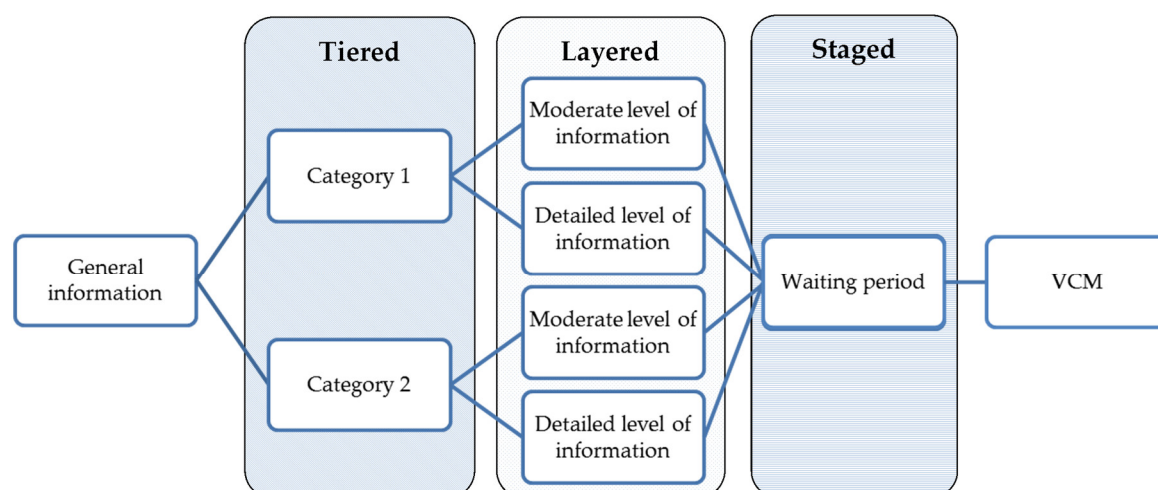 Tiered
Layered
Staged
General
information
Category 1
Category 2
Moderate level of
information
Detailed level of
information
Moderate level of
information
Detailed level of
information
Waiting period
VCM